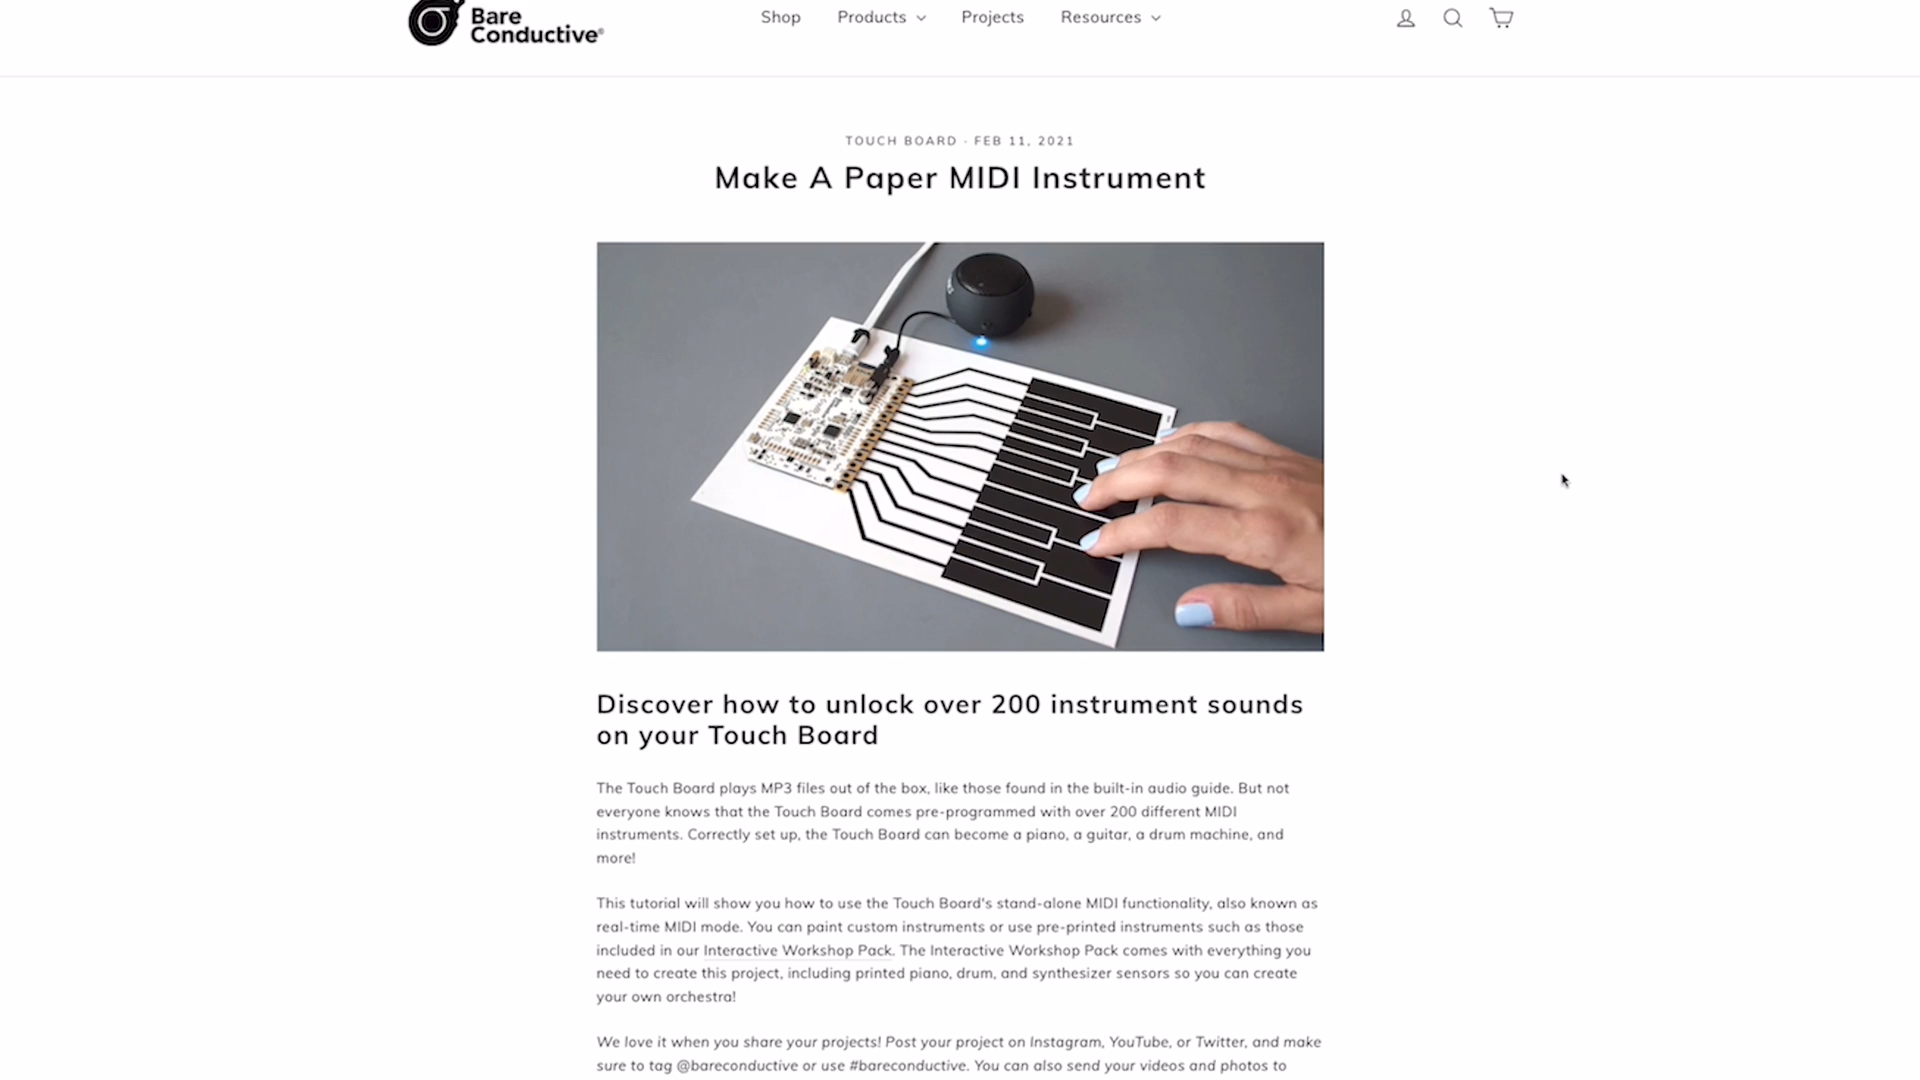 Bare
Conductive®
Shop Products Projects Resources
TOUCH BOARD · FEB 11, 2021
Make A Paper MIDI Instrument
Discover how to unlock over 200 instrument sounds
on your Touch Board
The Touch Board plays MP3 files out of the box, like those found in the built-in audio guide. But not
everyone knows that the Touch Board comes pre-programmed with over 200 different MIDI
instruments. Correctly set up, the Touch Board can become a piano, a guitar, a drum machine, and
more!
This tutorial will show you how to use the Touch Board's stand-alone MIDI functionality, also known as
real-time MIDI mode. You can paint custom instruments or use pre-printed instruments such as those
included in our Interactive Workshop Pack. The Interactive Workshop Pack comes with everything you
need to create this project, including printed piano, drum, and synthesizer sensors so you can create
your own orchestra!
We love it when you share your projects! Post your project on Instagram, YouTube, or Twitter, and make
sure to tag @bareconductive or use #bareconductive. You can also send your videos and photos to